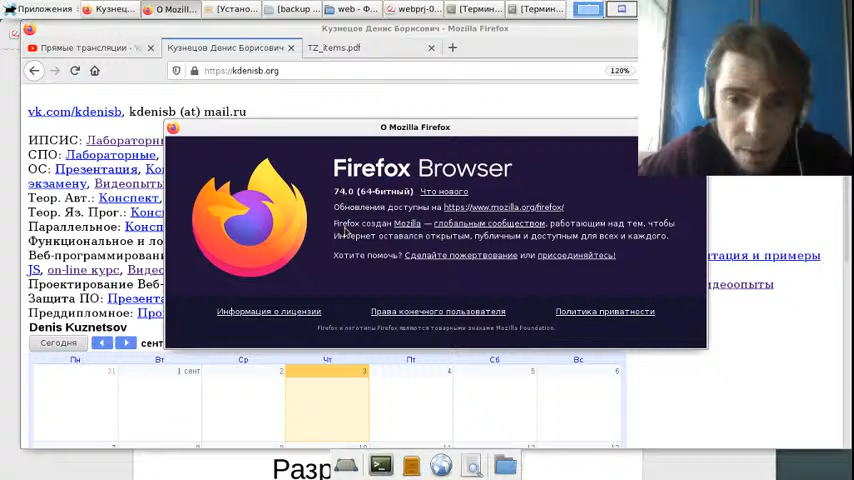 Приложения Кузнец... О Mozill... [Устано... [backup ... web - Ф... webprj-0... [Термин... [Термин...
Кузнецов Денис Борисович - Mozilla Firefox
Прямые трансляции - Кузнецов Денис Борисович TZ_items.pdf
https://kdenisb.org 120%
vk.com/kdenisb, kdenisb (at) mail.ru
О Mozilla Firefox
ИПСИС: Лабораторн
СПО: Лабораторные,
ОС: Презентация, Ко
экзамену, Видеопыт
Теор. Авт.: Конспект,
Теор. Яз. Прог.: Конс
Параллельное: Консп
Функциональное и ло
Веб-программировани
JS, on-line курс, Видео
Проектирование Веб-
Защита ПО: Презента
Преддипломное: Про
Firefox Browser
74.0 (64-битный) Что нового
Обновления доступны на https://www.mozilla.org/firefox/
Firefox создан Mozilla — глобальным сообществом, работающим над тем, чтобы
Интернет оставался открытым, публичным и доступным для всех и каждого.
Хотите помочь? Сделайте пожертвование или присоединяйтесь!
Информация о лицензии Права конечного пользователя Политика приватности
Firefox и логотипы Firefox являются товарными знаками Mozilla Foundation.
тация и примеры
деоопыты
Denis Kuznetsov
Сегодня сент
Пн Вт Ср Чт Пт Сб Вс
31 1 сент 2 3 4 5 6
Разр